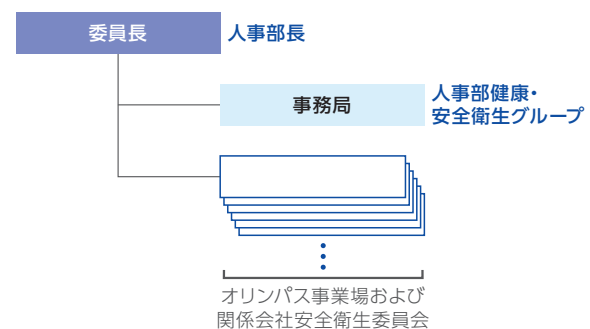 委員長
人事部長
事務局
人事部健康・
安全衛生グループ
オリンパス事業場および
関係会社安全衛生委員会